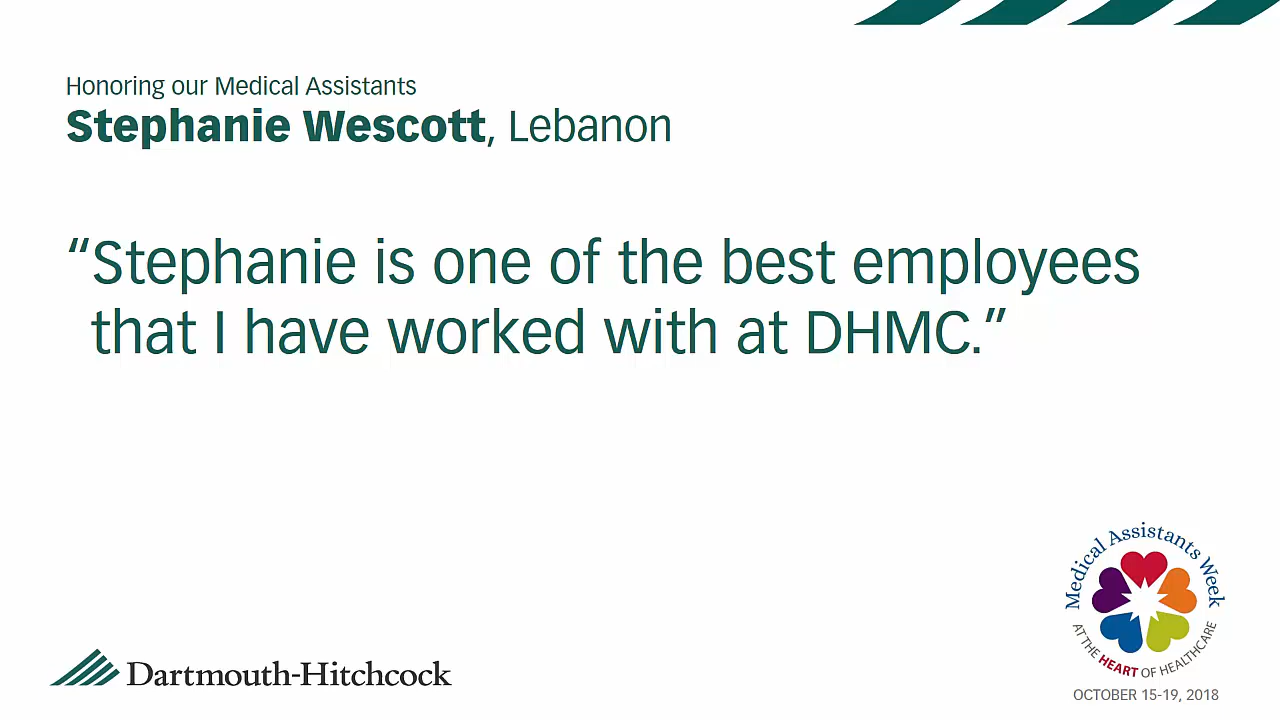 Honoring our Medical Assistants
Stephanie Wescott, Lebanon
“Stephanie is one of the best employees
that I have worked with at DHMC.”
Medical Assistants Week
AT THE HEART OF HEALTHCARE
OCTOBER 15-19, 2018
Dartmouth-Hitchcock